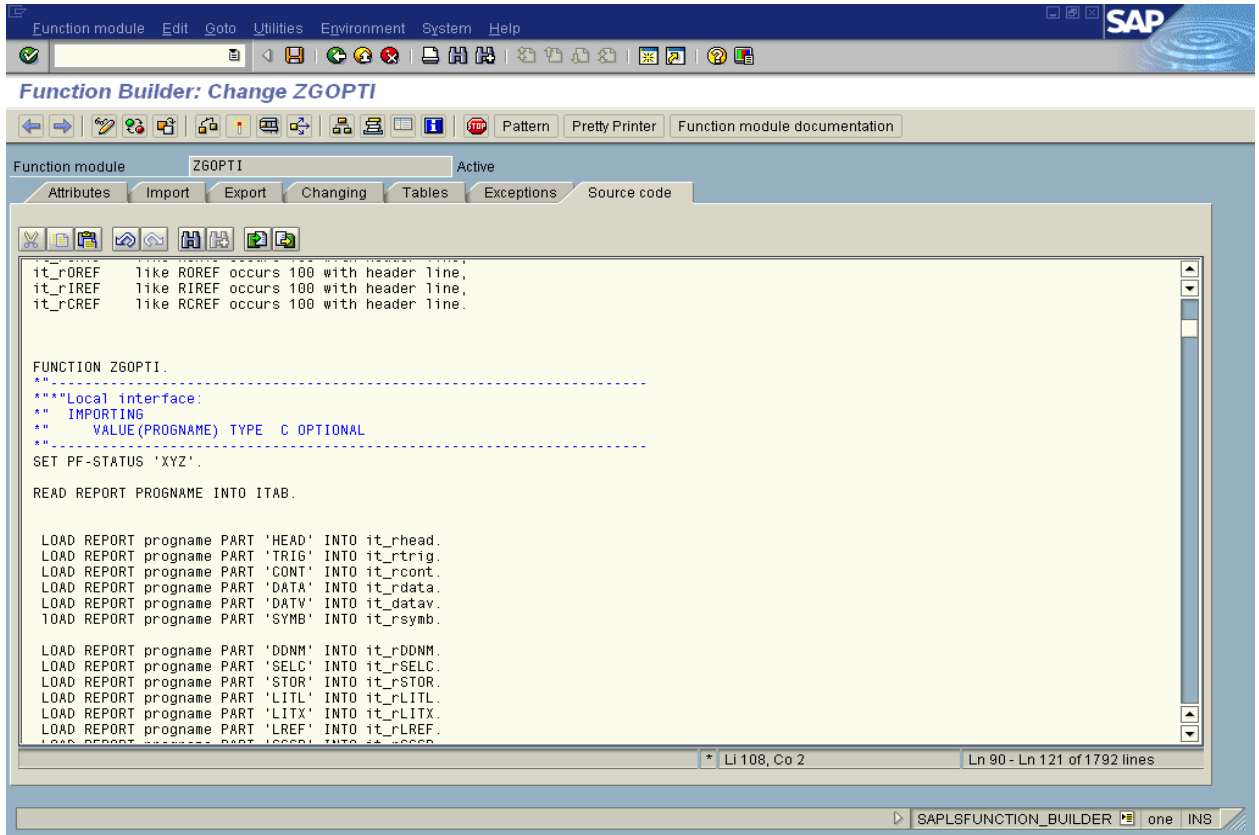 Function module Edit Goto Utilities Environment System Help
SAP
Function Builder: Change ZGOPTI
Pattern Pretty Printer Function module documentation
Function module ZGOPTI Active
Attributes Import Export Changing Tables Exceptions Source code
it_rOREF like ROREF occurs 100 with header line,
it_rIREF like RIREF occurs 100 with header line,
it_rCREF like RCREF occurs 100 with header line.
FUNCTION ZGOPTI.
*"----------------------------------------------------------------------
*"*"Local interface:
*" IMPORTING
*" VALUE(PROGNAME) TYPE C OPTIONAL
*"----------------------------------------------------------------------
SET PF-STATUS 'XYZ'.
READ REPORT PROGNAME INTO ITAB.
LOAD REPORT progname PART 'HEAD' INTO it_rhead.
LOAD REPORT progname PART 'TRIG' INTO it_rtrig.
LOAD REPORT progname PART 'CONT' INTO it_rcont.
LOAD REPORT progname PART 'DATA' INTO it_rdata.
LOAD REPORT progname PART 'DATV' INTO it_datav.
lOAD REPORT progname PART 'SYMB' INTO it_rsymb.
LOAD REPORT progname PART 'DDNM' INTO it_rDDNM.
LOAD REPORT progname PART 'SELC' INTO it_rSELC.
LOAD REPORT progname PART 'STOR' INTO it_rSTOR.
LOAD REPORT progname PART 'LITL' INTO it_rLITL.
LOAD REPORT progname PART 'LITX' INTO it_rLITX.
LOAD REPORT progname PART 'LREF' INTO it_rLREF.
* Li 108, Co 2 Ln 90 - Ln 121 of 1792 lines
SAPLSFUNCTION_BUILDER one INS